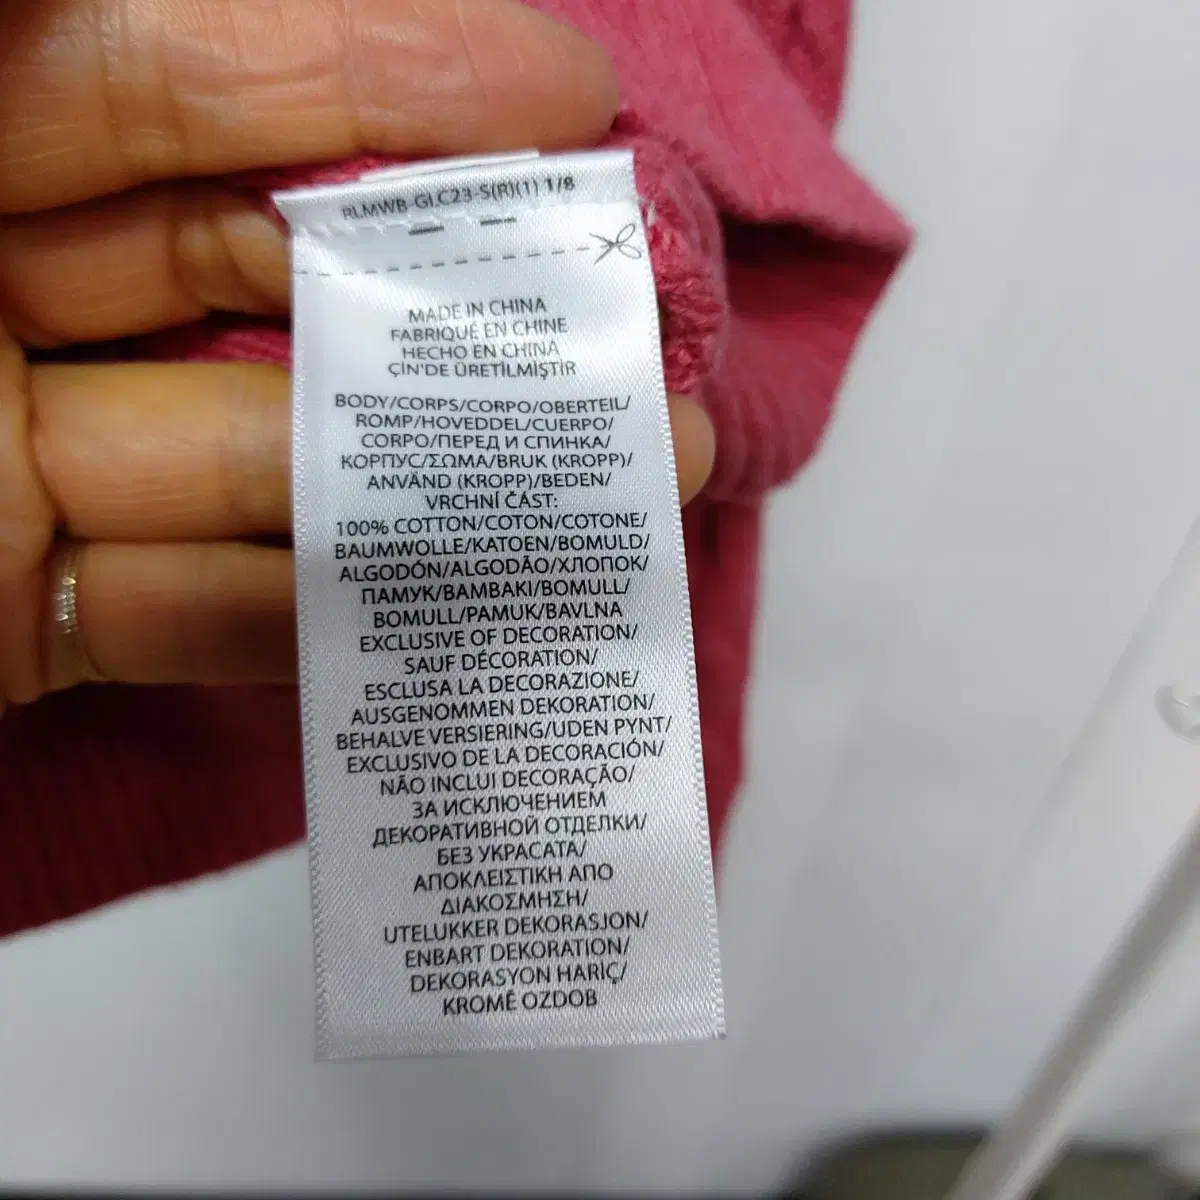 RLMWB-GLC23-S(R)(1) 1/8
MADE IN CHINA
FABRIQUÉ EN CHINE
HECHO EN CHINA
ÇİN'DE ÜRETİLMİŞTİR
BODY/CORPS/CORPO/OBERTEIL/
ROMP/HOVEDDEL/CUERPO/
CORPO/ПЕРЕД И СПИНКА/
КОРПУС/ΣΩΜΑ/BRUK (KROPP)/
ANVÄND (KROPP)/BEDEN/
VRCHNÍ ČÁST:
100% COTTON/COTON/COTONE/
BAUMWOLLE/KATOEN/BOMULD/
ALGODÓN/ALGODÃO/ХЛОПОК/
ПАМУК/ΒΑΜΒΑΚΙ/BOMULL/
BOMULL/PAMUK/BAVLNA
EXCLUSIVE OF DECORATION/
SAUF DÉCORATION/
ESCLUSA LA DECORAZIONE/
AUSGENOMMEN DEKORATION/
BEHALVE VERSIERING/UDEN PYNT/
EXCLUSIVO DE LA DECORACIÓN/
NÃO INCLUI DECORAÇÃO/
ЗА ИСКЛЮЧЕНИЕМ
ДЕКОРАТИВНОЙ ОТДЕЛКИ/
БЕЗ УКРАСАТА/
ΑΠΟΚΛΕΙΣΤΙΚΗ ΑΠΟ
ΔΙΑΚΟΣΜΗΣΗ/
UTELUKKER DEKORASJON/
ENBART DEKORATION/
DEKORASYON HARİÇ/
KROMĚ OZDOB